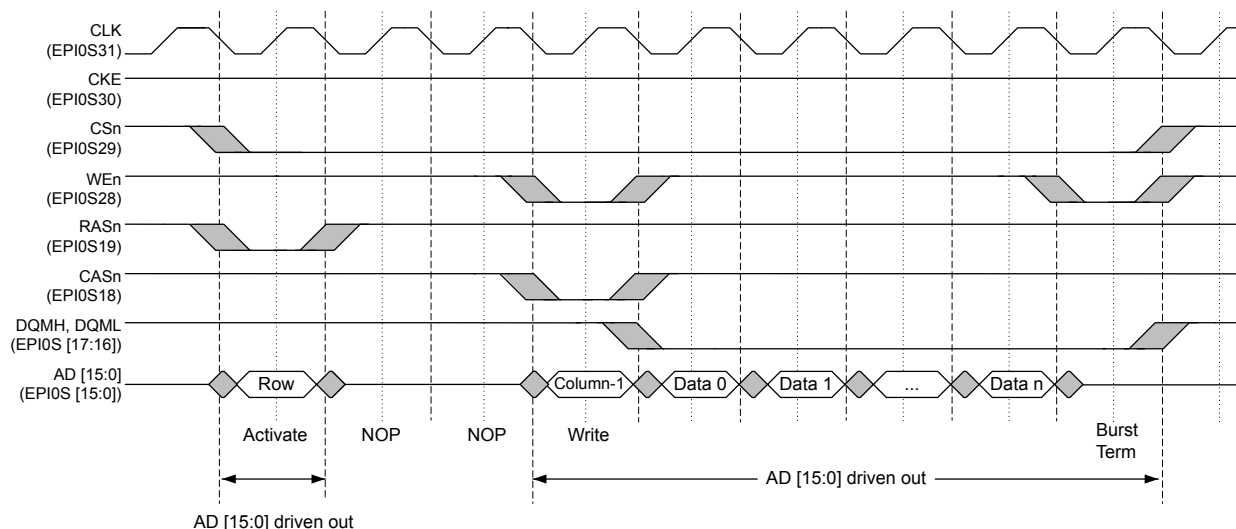 CLK
(EPI0S31)
CKE
(EPI0S30)
CSn
(EPI0S29)
WEn
(EPI0S28)
RASn
(EPI0S19)
CASn
(EPI0S18)
DQMH, DQML
(EPI0S [17:16])
AD [15:0]
(EPI0S [15:0])
Row
Column-1
Data 0
Data 1
...
Data n
Activate
NOP
NOP
Write
Burst
Term
AD [15:0] driven out
AD [15:0] driven out